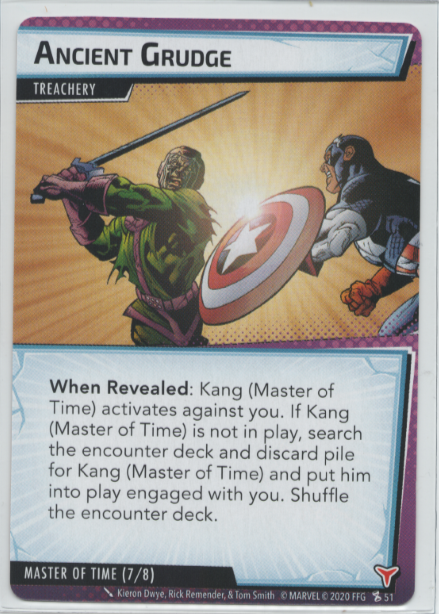 ANCIENT GRUDGE
TREACHERY
When Revealed: Kang (Master of
Time) activates against you. If Kang
(Master of Time) is not in play, search
the encounter deck and discard pile
for Kang (Master of Time) and put him
into play engaged with you. Shuffle
the encounter deck.
MASTER OF TIME (7/8)
Kieron Dwye, Rick Remender, & Tom Smith © MARVEL © 2020 FFG 51